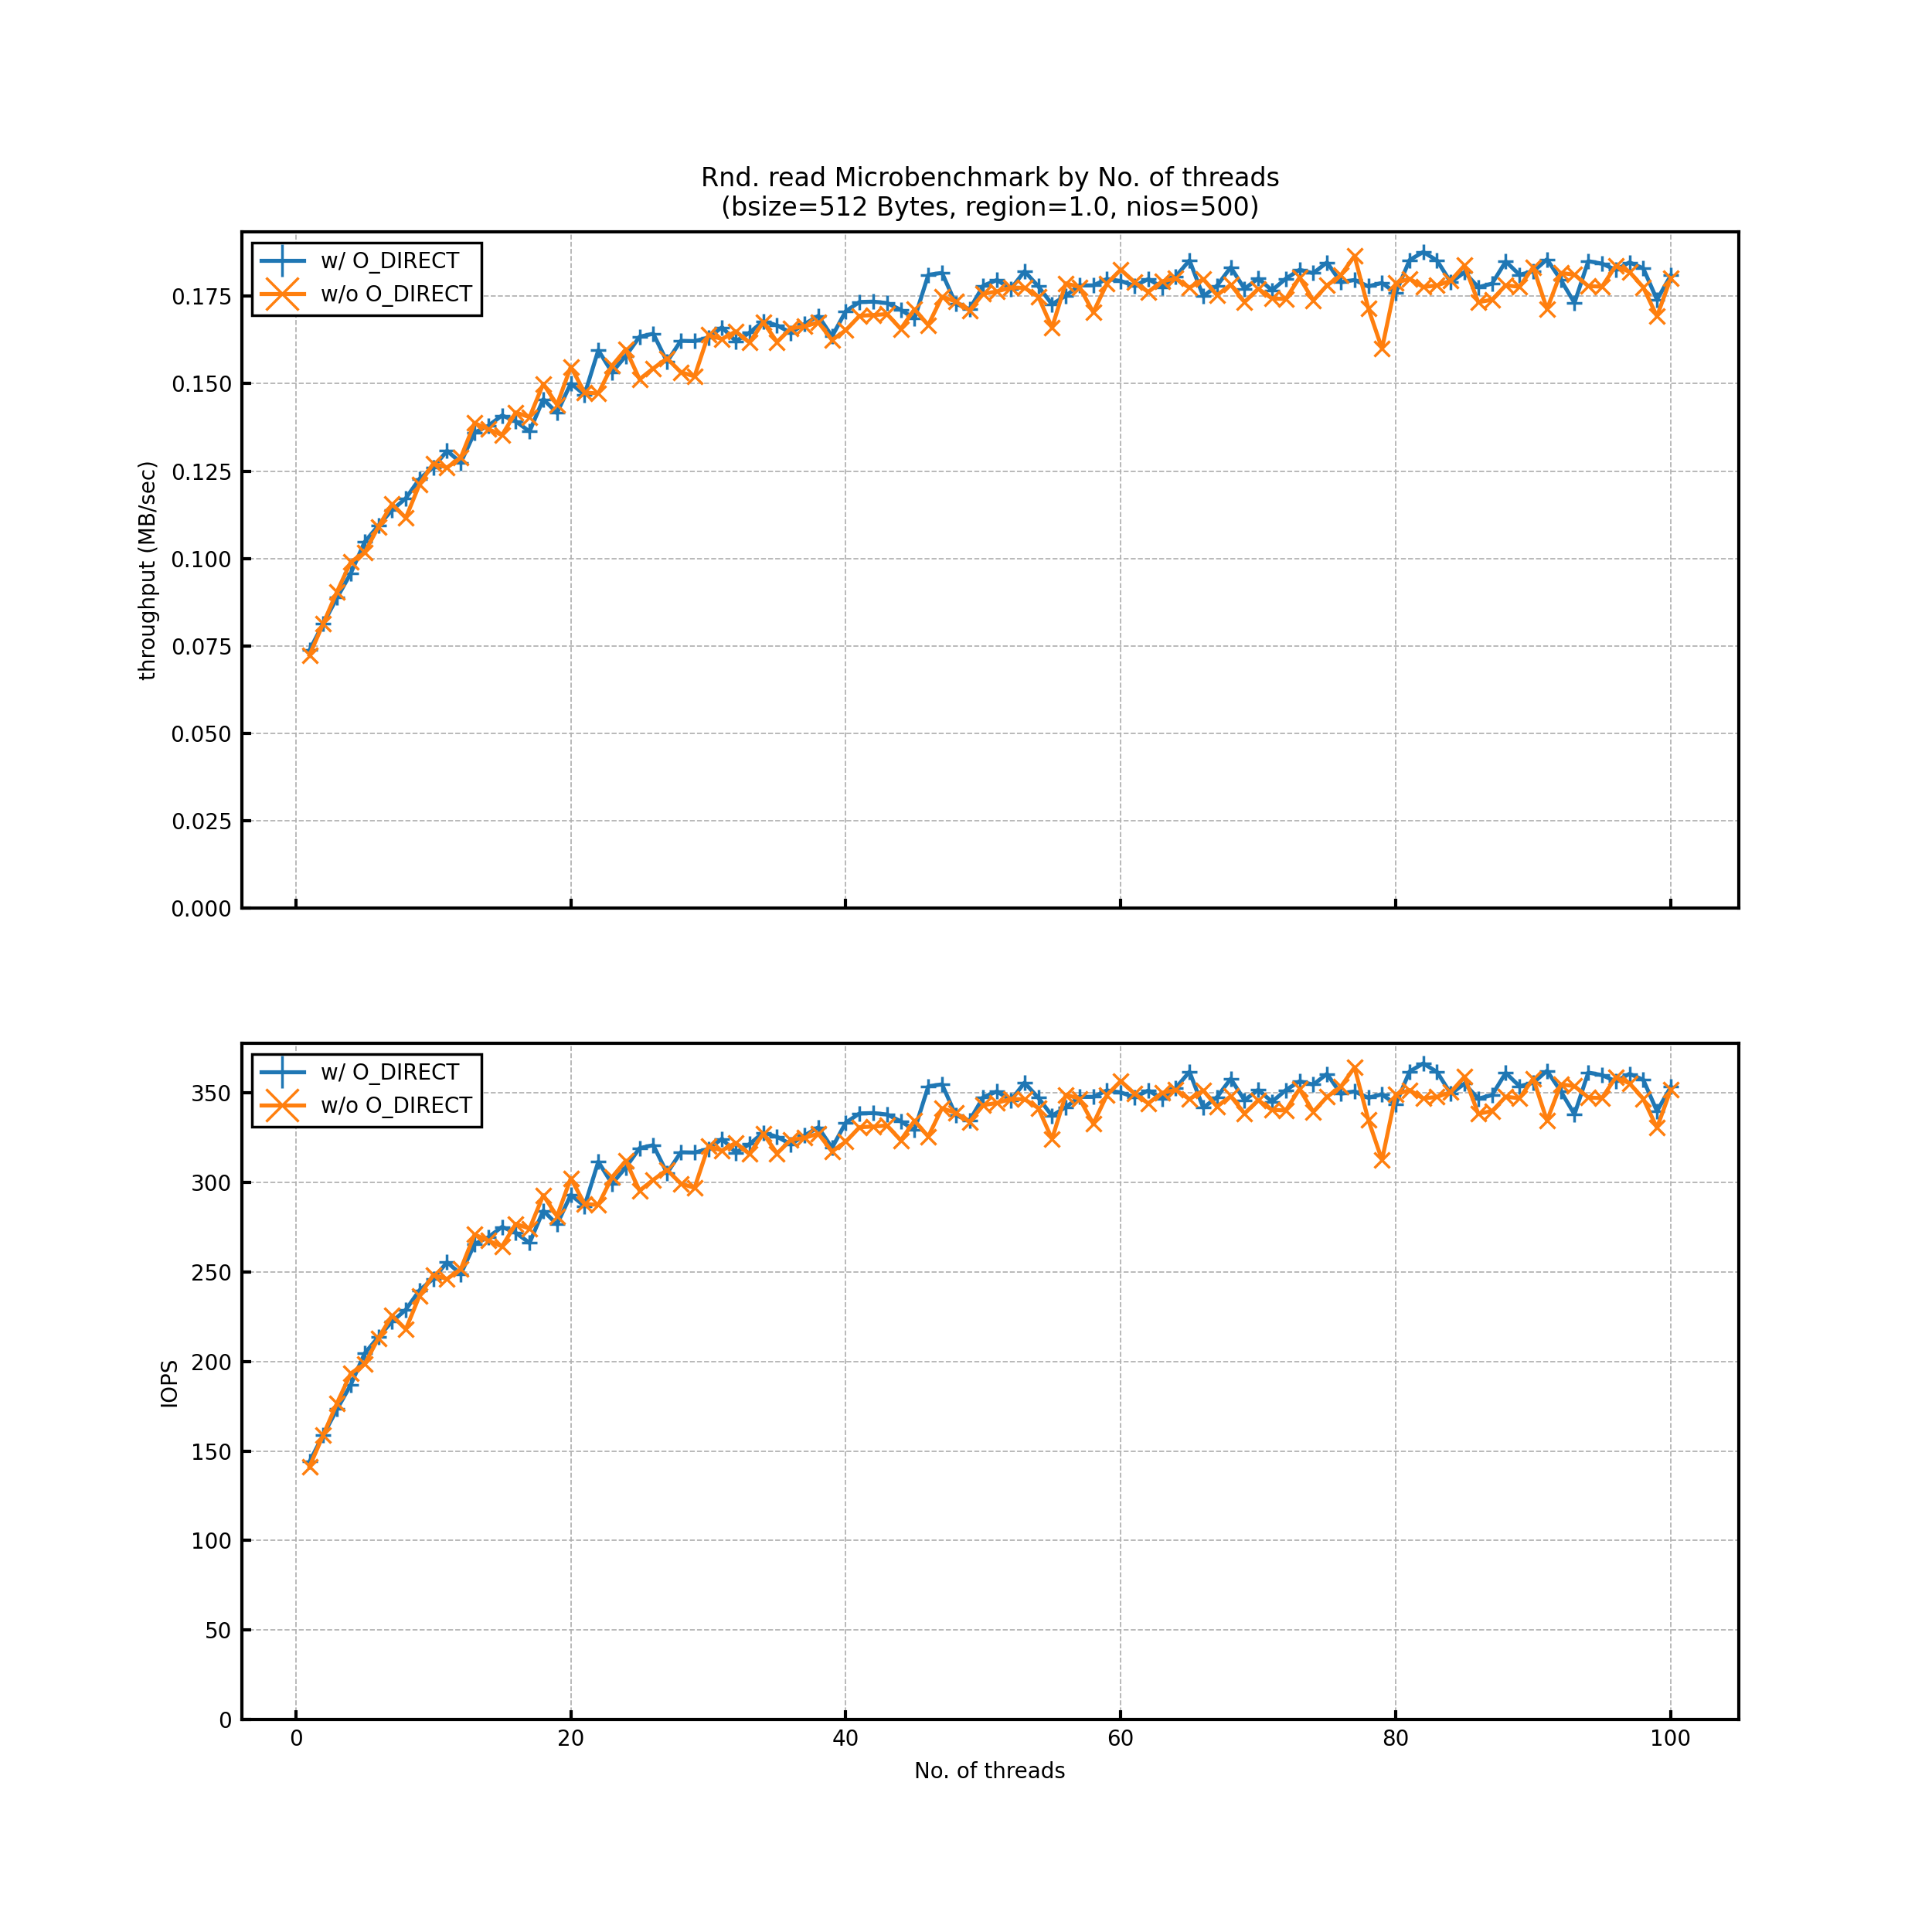 Rnd. read Microbenchmark by No. of threads
(bsize=512 Bytes, region=1.0, nios=500)
w/ O_DIRECT
w/o O_DIRECT
throughput (MB/sec)
0.175
0.150
0.125
0.100
0.075
0.050
0.025
0.000
w/ O_DIRECT
w/o O_DIRECT
IOPS
350
300
250
200
150
100
50
0
0 20 40 60 80 100
No. of threads